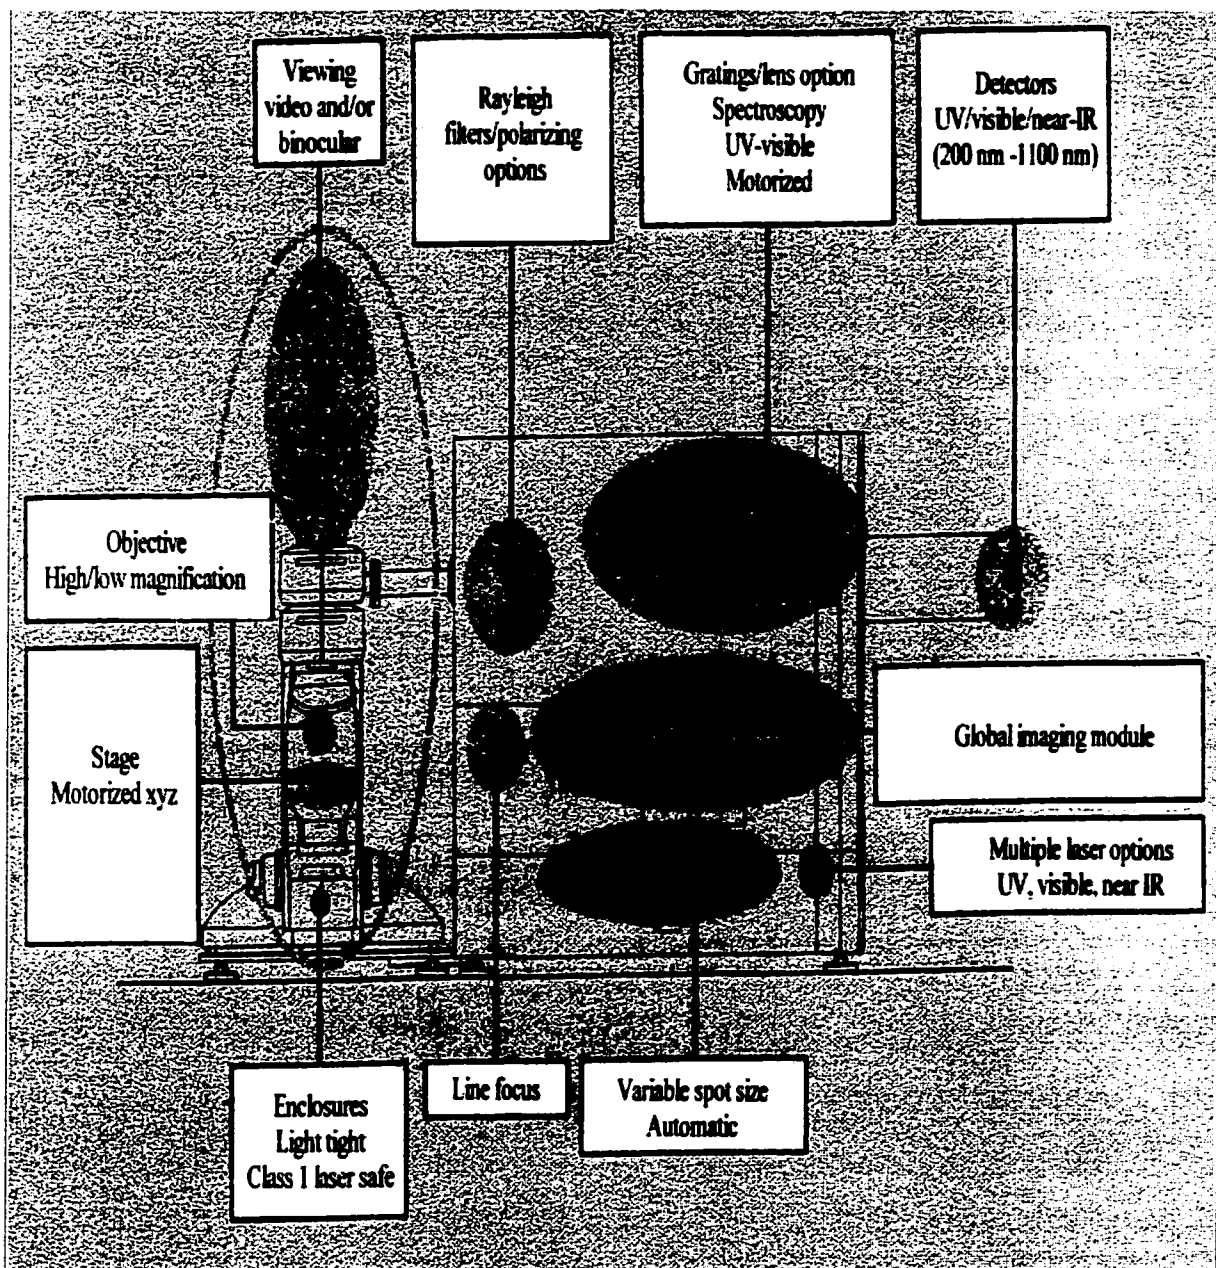 Viewing
video and/or
binocular
Rayleigh
filters/polarizing
options
Gratings/lens option
Spectroscopy
UV-visible
Motorized
Detectors
UV/visible/near-IR
(200 nm -1100 nm)
Objective
High/low magnification
Stage
Motorized xyz
Global imaging module
Multiple laser options
UV, visible, near IR
Enclosures
Light tight
Class 1 laser safe
Line focus
Variable spot size
Automatic